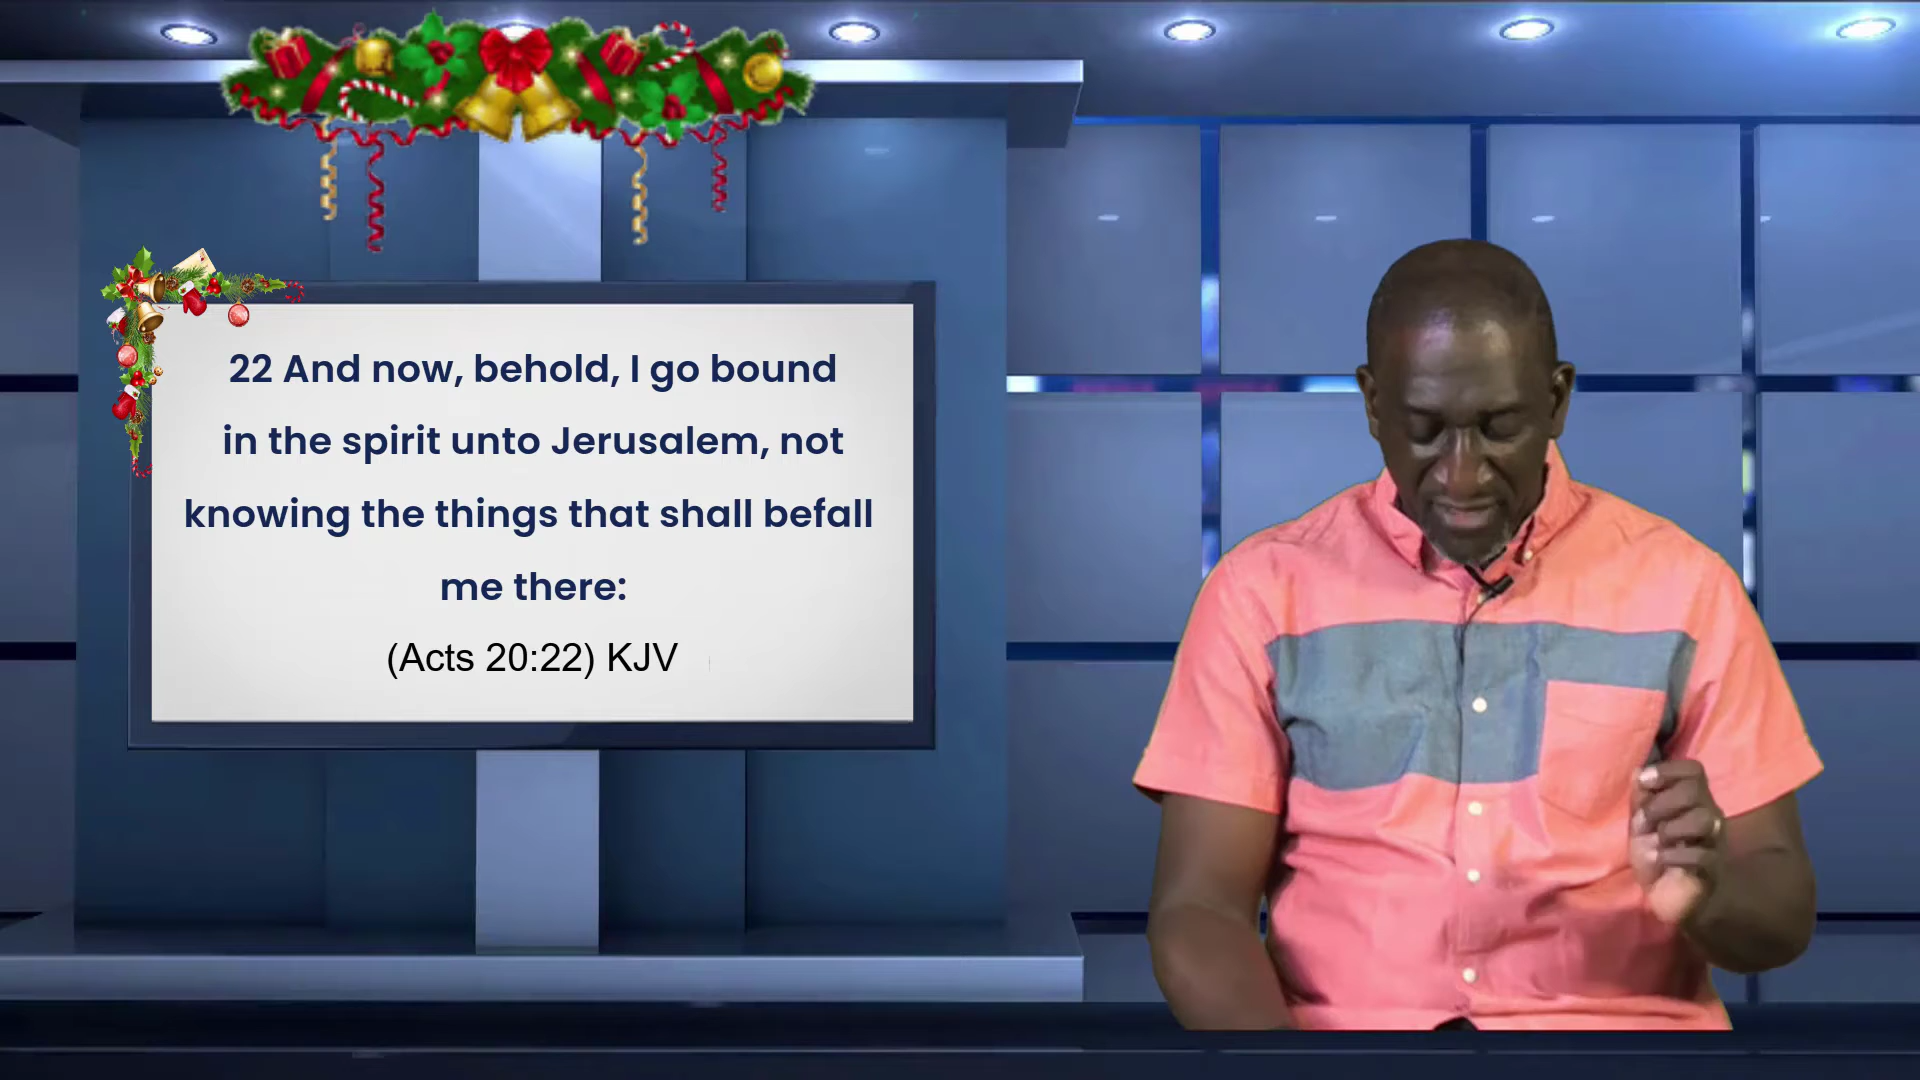 22 And now, behold, I go bound
in the spirit unto Jerusalem, not
knowing the things that shall befall
me there:
(Acts 20:22) KJV